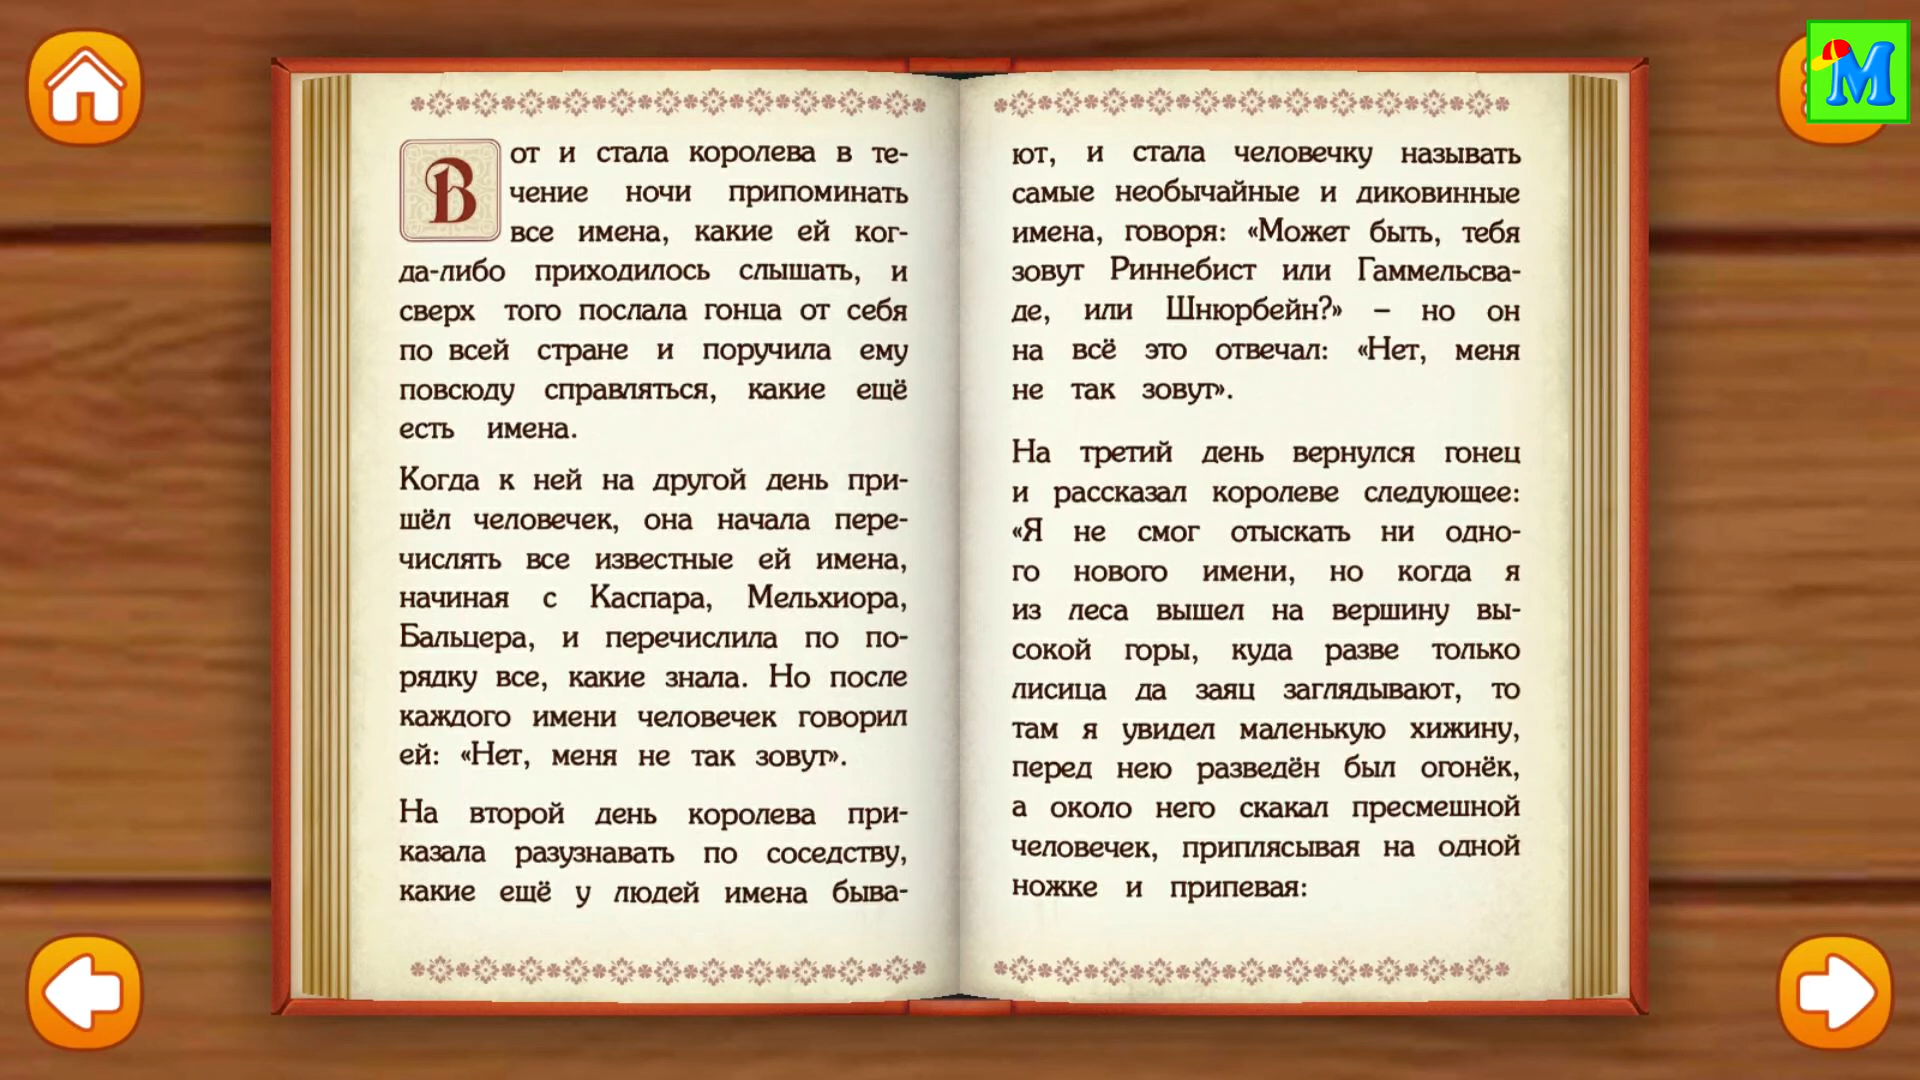 Вот и стала королева в те-
чение ночи припоминать
все имена, какие ей ког-
да-либо приходилось слышать, и
сверх того послала гонца от себя
по всей стране и поручила ему
повсюду справляться, какие ещё
есть имена.
Когда к ней на другой день при-
шёл человечек, она начала пере-
числять все известные ей имена,
начиная с Каспара, Мельхиора,
Бальцера, и перечислила по по-
рядку все, какие знала. Но после
каждого имени человечек говорил
ей: «Нет, меня не так зовут».
На второй день королева при-
казала разузнавать по соседству,
какие ещё у людей имена быва-
ют, и стала человечку называть
самые необычайные и диковинные
имена, говоря: «Может быть, тебя
зовут Риннебист или Гаммельсва-
де, или Шнюрбейн?» – но он
на всё это отвечал: «Нет, меня
не так зовут».
На третий день вернулся гонец
и рассказал королеве следующее:
«Я не смог отыскать ни одно-
го нового имени, но когда я
из леса вышел на вершину вы-
сокой горы, куда разве только
лисица да заяц заглядывают, то
там я увидел маленькую хижину,
перед нею разведён был огонёк,
а около него скакал пресмешной
человечек, приплясывая на одной
ножке и припевая:
M